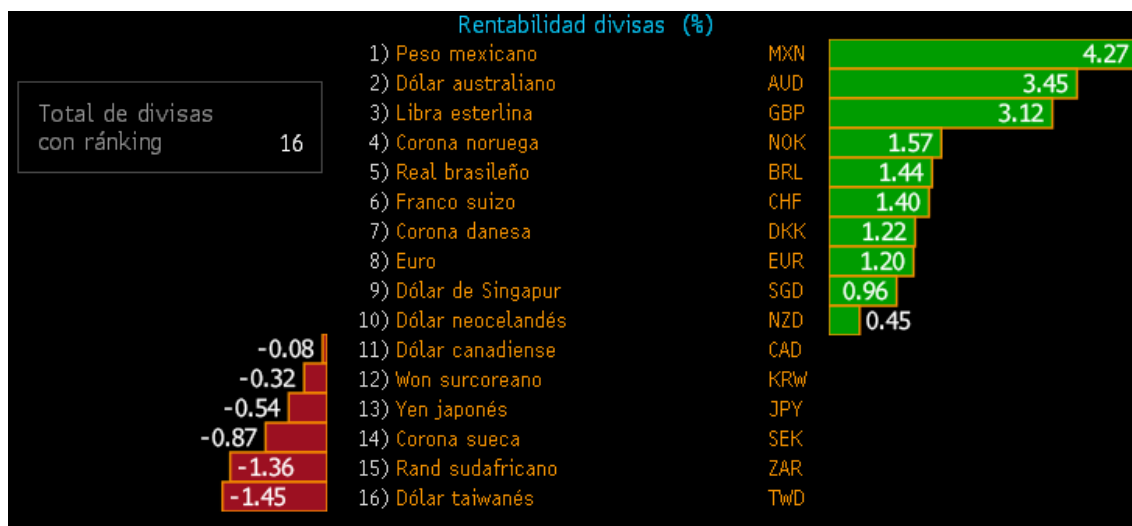 Rentabilidad divisas (%)
Total de divisas
con ránking 16
1) Peso mexicano MXN 4.27
2) Dólar australiano AUD 3.45
3) Libra esterlina GBP 3.12
4) Corona noruega NOK 1.57
5) Real brasileño BRL 1.44
6) Franco suizo CHF 1.40
7) Corona danesa DKK 1.22
8) Euro EUR 1.20
9) Dólar de Singapur SGD 0.96
10) Dólar neocelandés NZD 0.45
-0.08 11) Dólar canadiense CAD
-0.32 12) Won surcoreano KRW
-0.54 13) Yen japonés JPY
-0.87 14) Corona sueca SEK
-1.36 15) Rand sudafricano ZAR
-1.45 16) Dólar taiwanés TWD